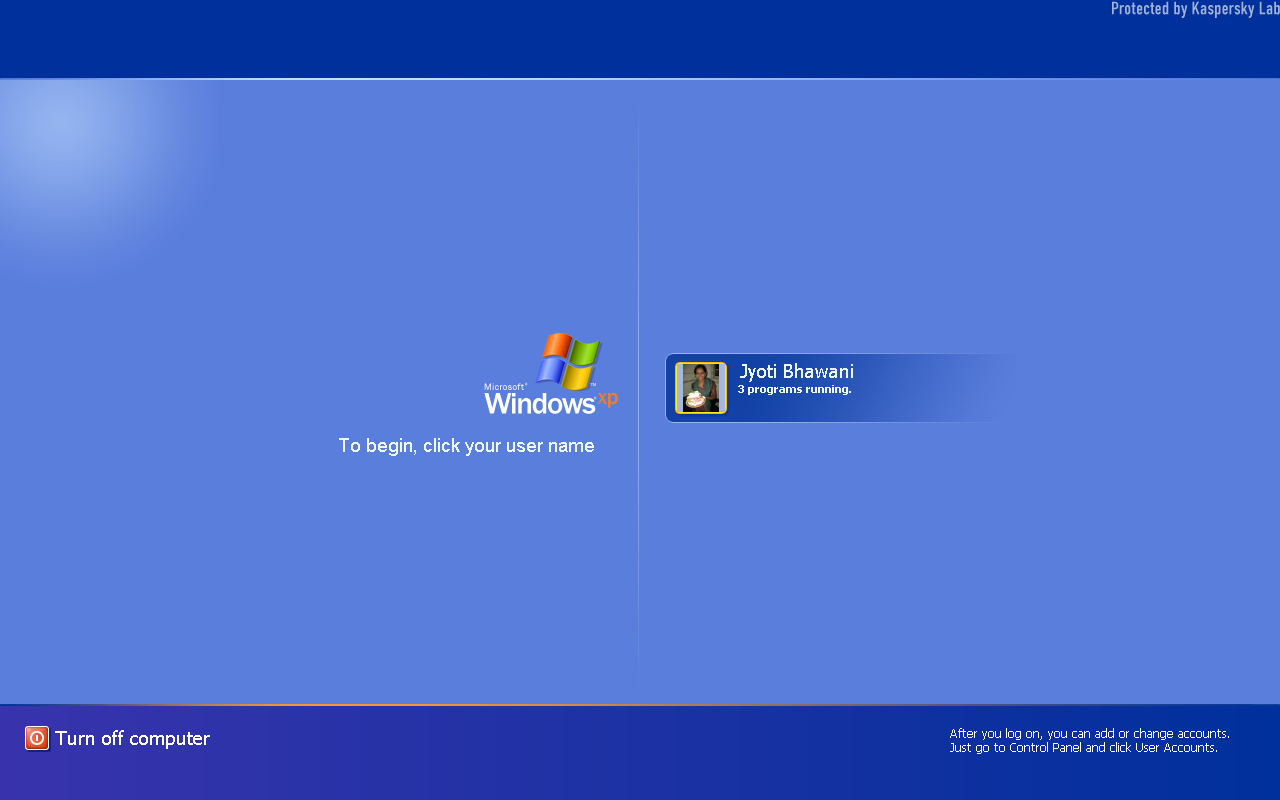 Protected by Kaspersky Lab
Microsoft®
Windows® xp
™
To begin, click your user name
Jyoti Bhawani
3 programs running.
Turn off computer
After you log on, you can add or change accounts.
Just go to Control Panel and click User Accounts.